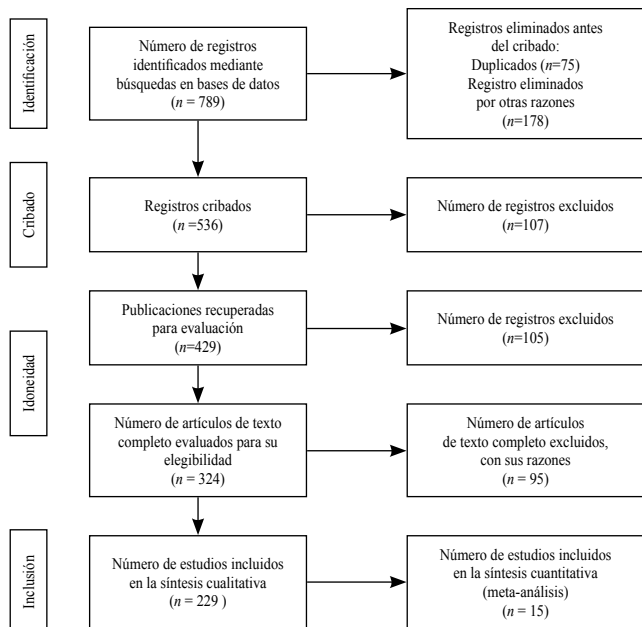 Identificación
Número de registros
identificados mediante
búsquedas en bases de datos
(n = 789)
Registros eliminados antes
del cribado:
Duplicados (n=75)
Registro eliminados
por otras razones
(n=178)
Cribado
Registros cribados
(n =536)
Número de registros excluidos
(n=107)
Idoneidad
Publicaciones recuperadas
para evaluación
(n=429)
Número de registros excluidos
(n=105)
Número de artículos de texto
completo evaluados para su
elegibilidad
(n = 324)
Número de artículos
de texto completo excluidos,
con sus razones
(n = 95)
Inclusión
Número de estudios incluidos
en la síntesis cualitativa
(n = 229 )
Número de estudios incluidos
en la síntesis cuantitativa
(meta-análisis)
(n = 15)